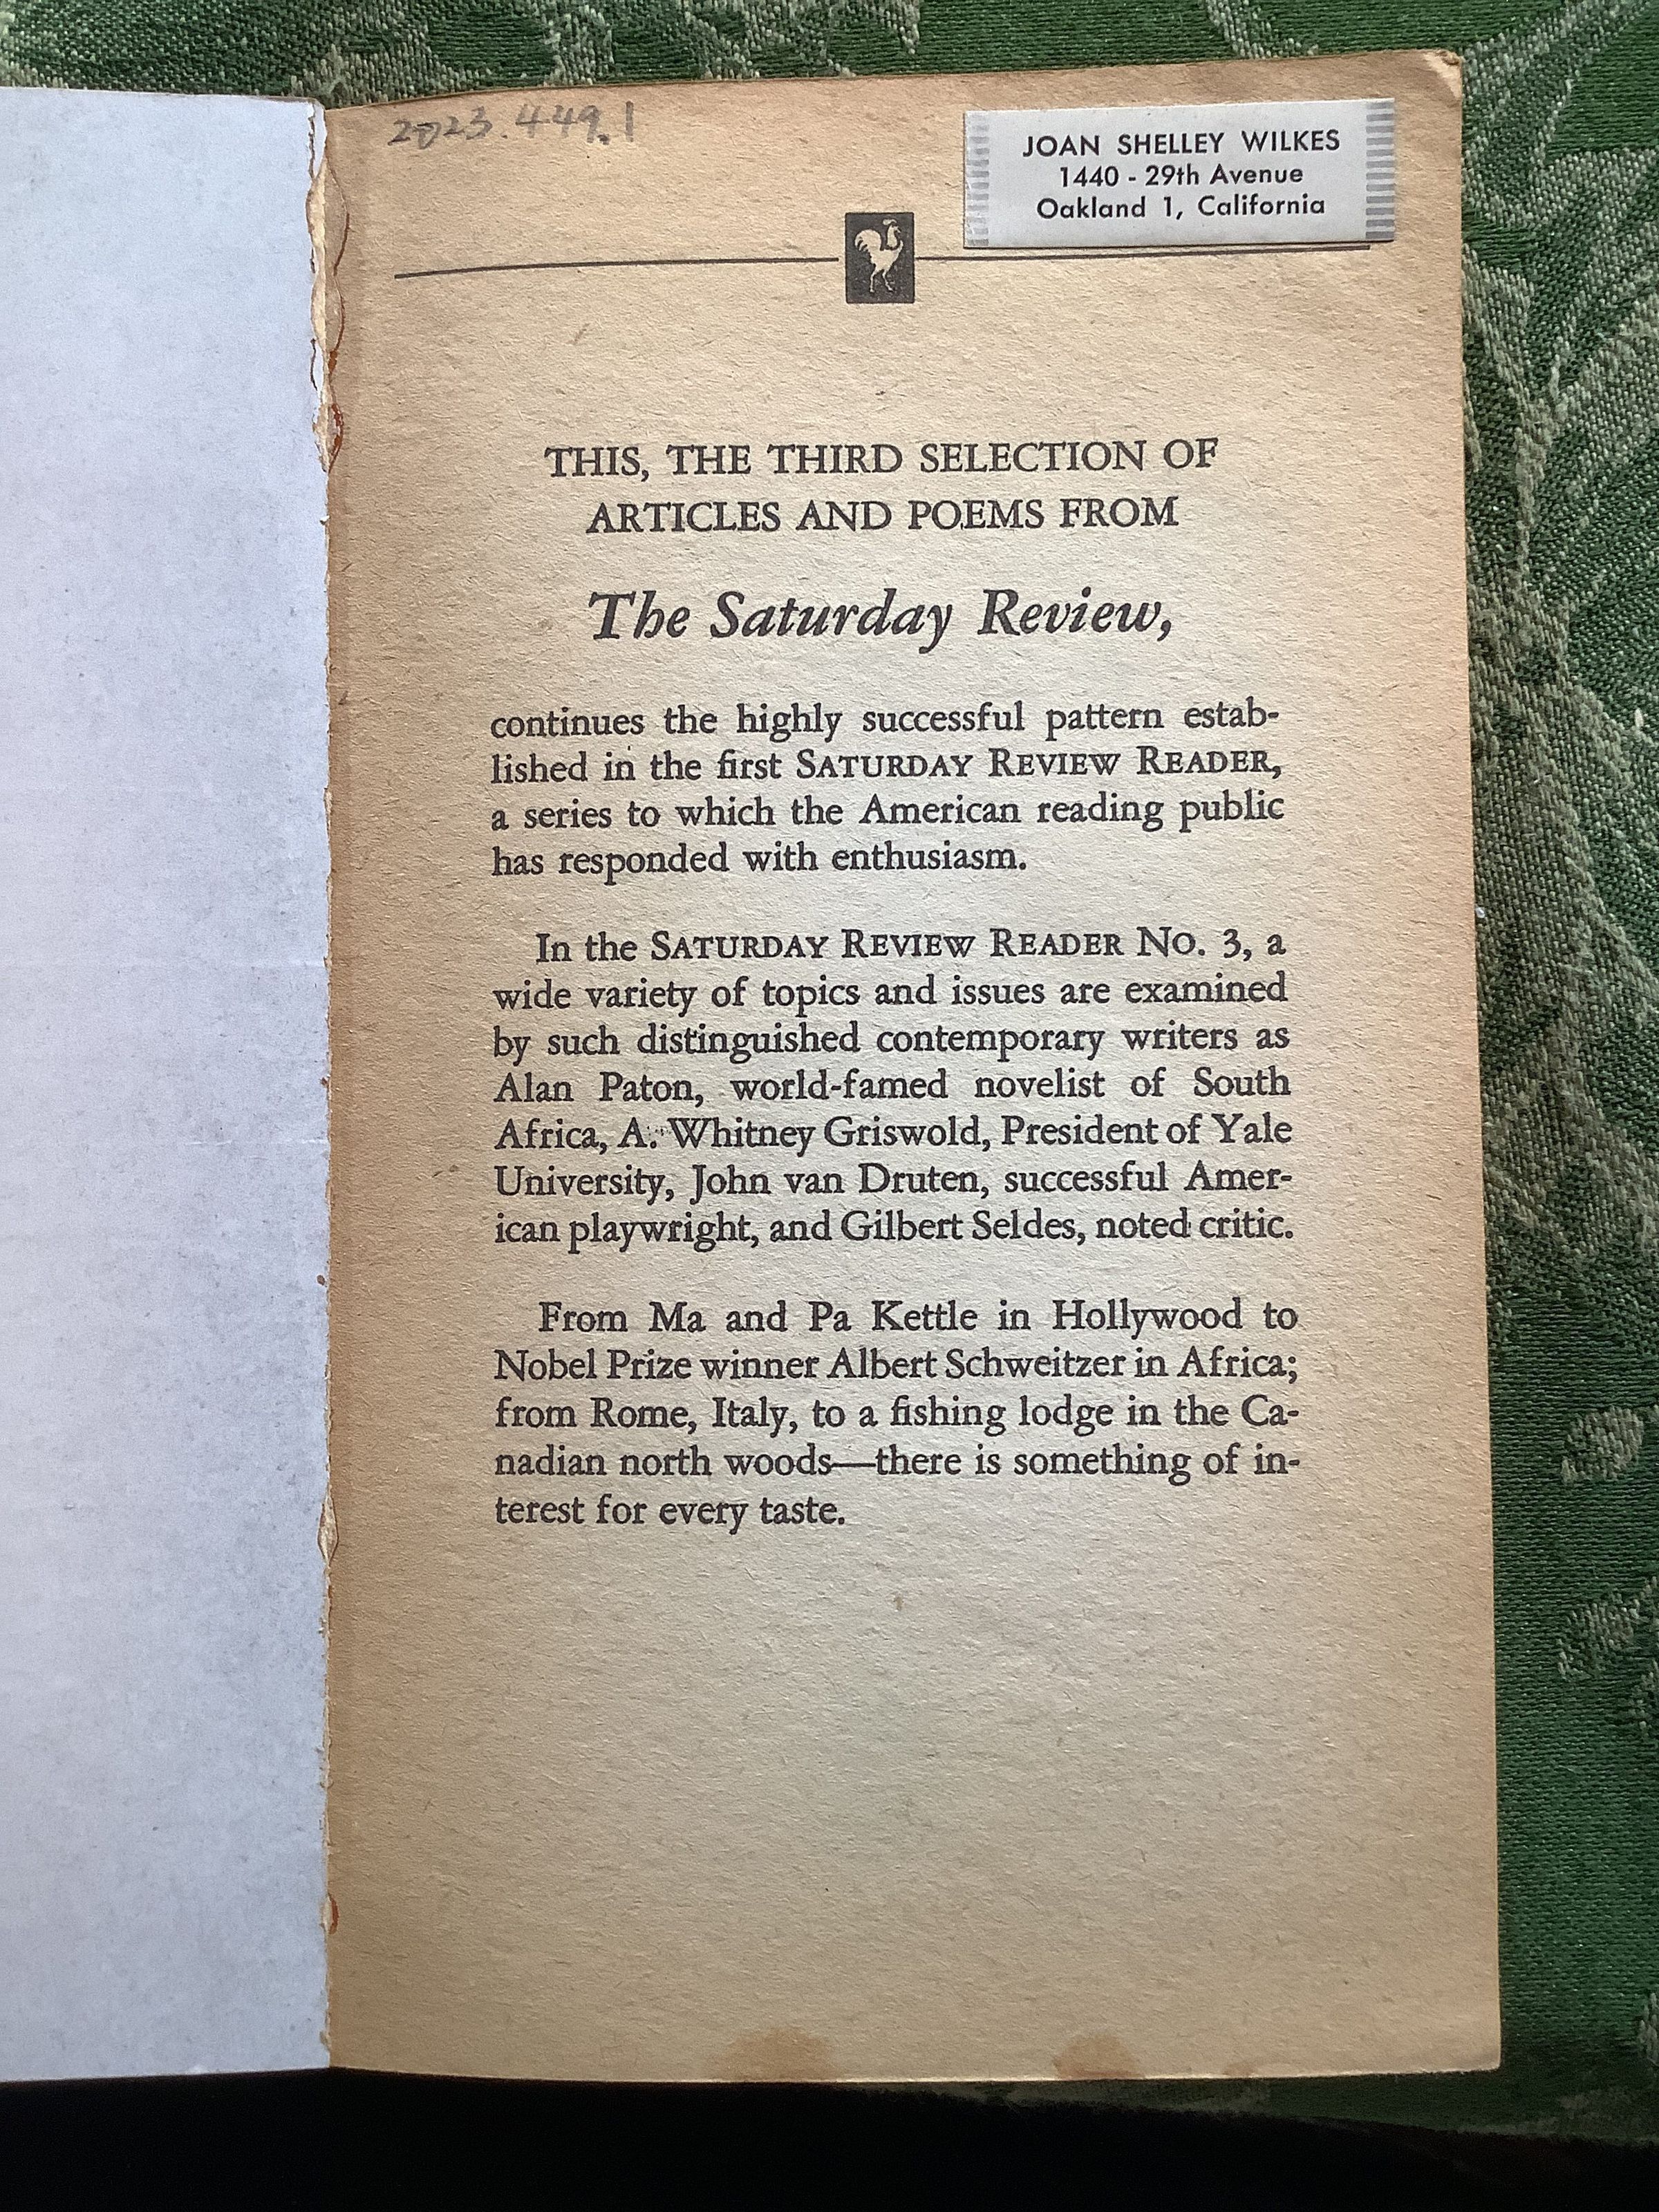 2023.449.1
JOAN SHELLEY WILKES
1440 - 29th Avenue
Oakland 1, California
THIS, THE THIRD SELECTION OF
ARTICLES AND POEMS FROM
The Saturday Review,
continues the highly successful pattern estab-
lished in the first SATURDAY REVIEW READER,
a series to which the American reading public
has responded with enthusiasm.
In the SATURDAY REVIEW READER NO. 3, a
wide variety of topics and issues are examined
by such distinguished contemporary writers as
Alan Paton, world-famed novelist of South
Africa, A. Whitney Griswold, President of Yale
University, John van Druten, successful Amer-
ican playwright, and Gilbert Seldes, noted critic.
From Ma and Pa Kettle in Hollywood to
Nobel Prize winner Albert Schweitzer in Africa;
from Rome, Italy, to a fishing lodge in the Ca-
nadian north woods—there is something of in-
terest for every taste.